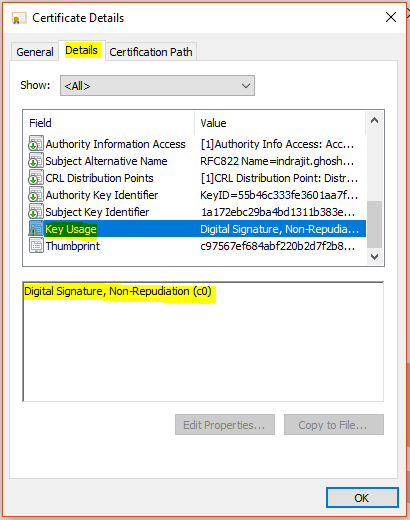 Certificate Details
General Details Certification Path
Show: <All>
Field Value
Authority Information Access [1]Authority Info Access: Acc...
Subject Alternative Name RFC822 Name=indrajit.ghosh...
CRL Distribution Points [1]CRL Distribution Point: Distr...
Authority Key Identifier KeyID=55b46c333fe3601aa7f...
Subject Key Identifier 1a172ebc29ba4bd1311b383e...
Key Usage Digital Signature, Non-Repudia...
Thumbprint c97567ef684abf220b2d7f2b8...
Digital Signature, Non-Repudiation (c0)
Edit Properties... Copy to File...
OK